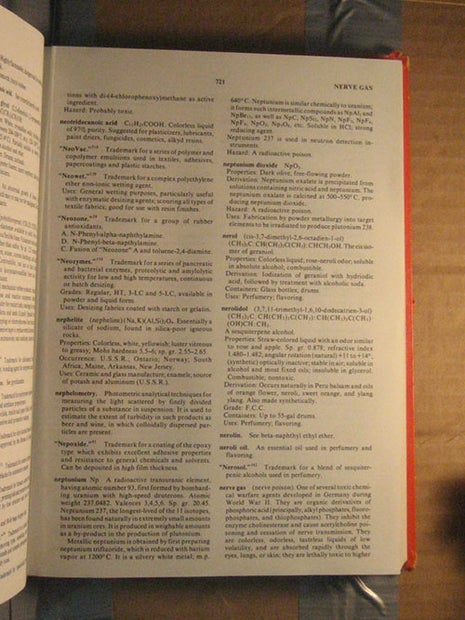 721
NERVE GAS
tions with di-(4-chlorophenoxy)methane as active
ingredient.
Hazard: Probably toxic.
neotridecanoic acid C₁₂H₂₅COOH. Colorless liquid
of 97% purity. Suggested for plasticizers, lubricants,
paint driers, fungicides, cosmetics, alkyd resins.
"NeoVac." Trademark for a series of polymer and
copolymer emulsions used in textiles, adhesives,
papercoatings and plastic starches.
"Neowet." Trademark for a complex polyethylene
ether non-ionic wetting agent.
Uses: General wetting purposes, particularly useful
with enzymatic desizing agents; scouring all types of
textile fabrics; good for use with resin finishes.
"Neozone." Trademark for a group of rubber
antioxidants.
A. N-Phenyl-alpha-naphthylamine.
D. N-Phenyl-beta-naphthylamine.
C. Fusion of "Neozone" A and toluene-2,4-diamine.
"Neozymes." Trademark for a series of pancreatic
and bacterial enzymes, proteolytic and amylolytic
activity for low and high temperatures, continuous
or batch desizing.
Grades: Regular, HT, 3-LC and 5-LC, available in
powder and liquid form.
Uses: Desizing fabrics coated with starch or gelatin.
nephelite (nepheline) (Na,K)(Al,Si)₂O₄. Essentially a
silicate of sodium, found in silica-poor igneous
rocks.
Properties: Colorless, white, yellowish; luster vitreous
to greasy; Mohs hardness 5.5-6; sp. gr. 2.55-2.65.
Occurrence: U.S.S.R., Ontario; Norway; South
Africa; Maine, Arkansas, New Jersey.
Uses: Ceramic and glass manufacture; enamels; source
of potash and aluminum (U.S.S.R.).
nephelometry. Photometric analytical techniques for
measuring the light scattered by finely divided
particles of a substance in suspension. It is used to
estimate the extent of turbidity in such products as
beer and wine, in which colloidally dispersed par-
ticles are present.
"Nepoxide." Trademark for a coating of the epoxy
type which exhibits excellent adhesive properties
and resistance to general chemicals and solvents.
Can be deposited in high film thickness.
neptunium Np. A radioactive transuranic element,
having atomic number 93, first formed by bombard-
ing uranium with high-speed deuterons. Atomic
weight 237.0482. Valences 3,4,5,6. Sp. gr. 20.45.
Neptunium 237, the longest-lived of the 11 isotopes,
has been found naturally in extremely small amounts
in uranium ores. It is produced in weighable amounts
as a by-product in the production of plutonium.
Metallic neptunium is obtained by first preparing
neptunium trifluoride, which is reduced with barium
vapor at 1200°C. It is a silvery white metal; m.p.
640°C. Neptunium is similar chemically to uranium;
it forms such intermetallic compounds as NpAl₂ and
NpBe₁₃, as well as NpC, NpSi₂, NpN, NpF₃, NpF₄,
NpF₆, NpO₂, Np₃O₈, etc. Soluble in HCl; strong
reducing agent.
Neptunium 237 is used in neutron detection in-
struments.
Hazard: A radioactive poison.
neptunium dioxide NpO₂
Properties: Dark olive, free-flowing powder.
Derivation: Neptunium oxalate is precipitated from
solutions containing nitric acid and neptunium. The
neptunium oxalate is calcined at 500-550°C, pro-
ducing neptunium dioxide.
Hazard: A radioactive poison.
Uses: Fabrications by powder metallurgy into target
elements to be irradiated to produce plutonium 238.
nerol (cis-3,7-dimethyl-2,6-octadien-1-ol)
(CH₃)₂C:CH(CH₂)₂C(CH₃):CHCH₂OH. The cis iso-
mer of geraniol.
Properties: Colorless liquid; rose-neroli odor; soluble
in absolute alcohol; combustible.
Derivation: Iodization of geraniol with hydriodic
acid, followed by treatment with alcoholic soda.
Containers: Glass bottles; drums.
Uses: Perfumery; flavoring.
nerolidol (3,7,11-trimethyl-1,6,10-dodecatrien-3-ol)
(CH₃)₂C:CH(CH₂)₂C(CH₃):CH(CH₂)₂C(CH₃)
(OH)CH:CH₂.
A sesquiterpene alcohol.
Properties: Straw-colored liquid with an odor similar
to rose and apple. Sp. gr. 0.878; refractive index
1.480-1.482; angular rotation (natural) +11 to +14°,
(synthetic) optically inactive; stable in air; soluble in
alcohol and most fixed oils; insoluble in glycerol.
Combustible; nontoxic.
Derivation: Occurs naturally in Peru balsam and oils
of orange flower, neroli, sweet orange, and ylang
ylang. Also made synthetically.
Grade: F.C.C.
Containers: Up to 55-gal drums.
Uses: Perfumery; flavoring.
nerolin. See beta-naphthyl ethyl ether.
neroli oil. An essential oil used in perfumery and
flavoring.
"Nerosol." Trademark for a blend of sesquiter-
penic alcohols used in perfumery.
nerve gas (nerve poison). One of several toxic chemi-
cal warfare agents developed in Germany during
World War II. They are organic derivatives of
phosphoric acid (principally, alkyl phosphates, fluoro-
phosphates, and thiophosphates). They inhibit the
enzyme cholinesterase and cause acetylcholine poi-
soning and cessation of nerve transmission. They
are colorless, odorless, tasteless liquids of low
volatility, and are absorbed rapidly through the
eyes, lungs, or skin; they are lethally toxic to higher